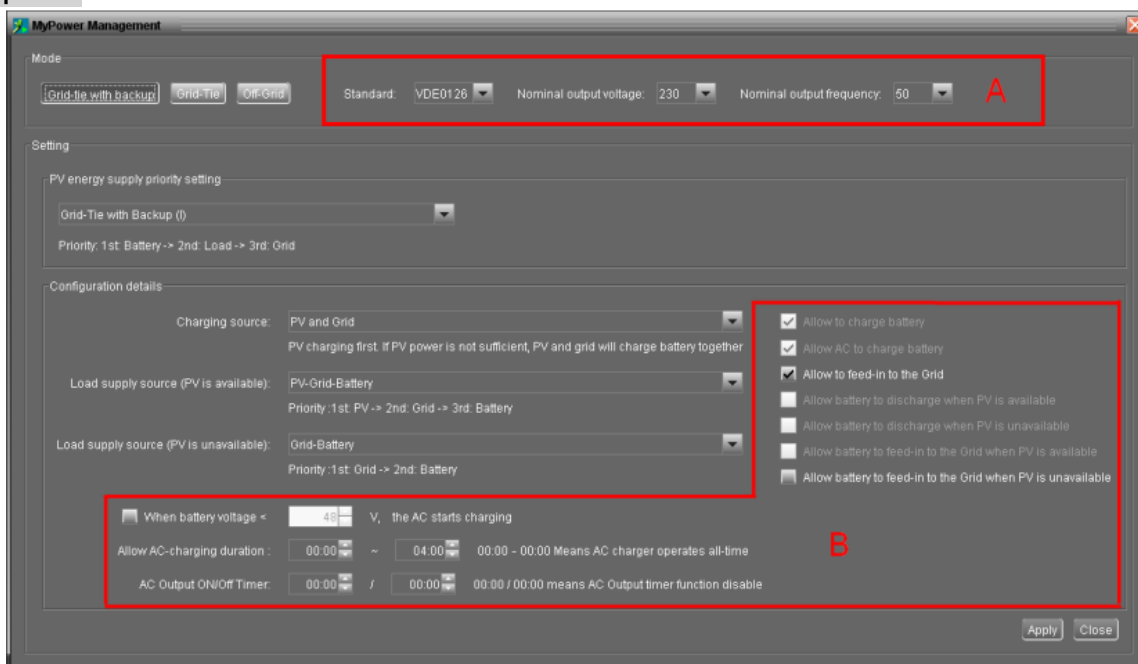 MyPower Management
Mode
Grid-tie with backup Grid-Tie Off-Grid Standard: VDE0126 Nominal output voltage: 230 Nominal output frequency: 50 A
Setting
PV energy supply priority setting
Grid-Tie with Backup (I)
Priority: 1st: Battery -> 2nd: Load -> 3rd: Grid
Configuration details
Charging source: PV and Grid
PV charging first. If PV power is not sufficient, PV and grid will charge battery together
Load supply source (PV is available): PV-Grid-Battery
Priority :1st: PV -> 2nd: Grid -> 3rd: Battery
Load supply source (PV is unavailable): Grid-Battery
Priority :1st: Grid -> 2nd: Battery
Allow to charge battery
Allow AC to charge battery
Allow to feed-in to the Grid
Allow battery to discharge when PV is available
Allow battery to discharge when PV is unavailable
Allow battery to feed-in to the Grid when PV is available
Allow battery to feed-in to the Grid when PV is unavailable
When battery voltage < 48 V, the AC starts charging
Allow AC-charging duration : 00:00 ~ 04:00 00:00 - 00:00 Means AC charger operates all-time
B
AC Output ON/Off Timer: 00:00 / 00:00 00:00 / 00:00 means AC Output timer function disable
Apply Close